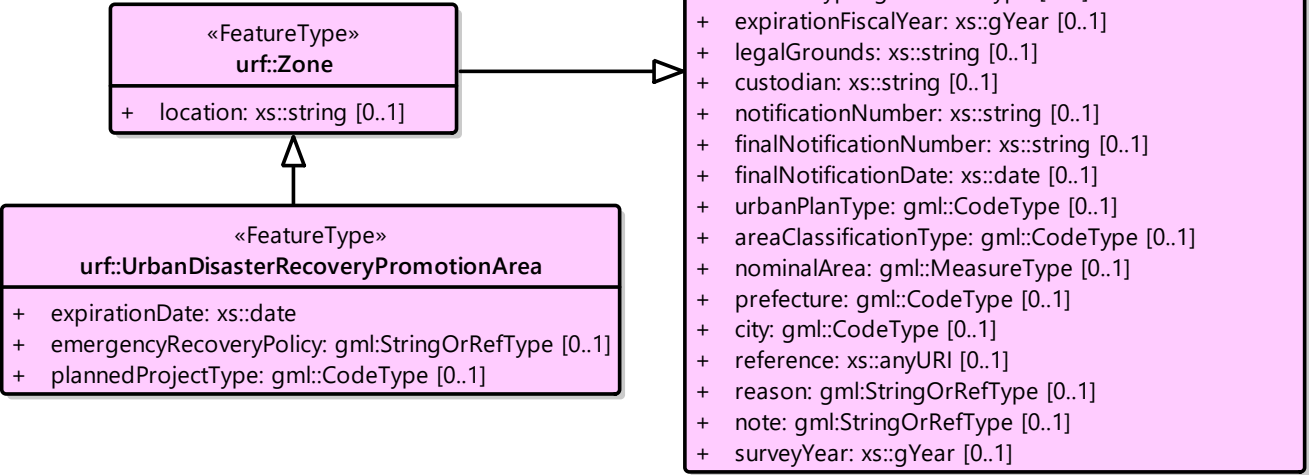 «FeatureType»
urf::Zone
+ location: xs::string [0..1]
«FeatureType»
urf::UrbanDisasterRecoveryPromotionArea
+ expirationDate: xs::date
+ emergencyRecoveryPolicy: gml:StringOrRefType [0..1]
+ plannedProjectType: gml::CodeType [0..1]
+ expirationFiscalYear: xs::gYear [0..1]
+ legalGrounds: xs::string [0..1]
+ custodian: xs::string [0..1]
+ notificationNumber: xs::string [0..1]
+ finalNotificationNumber: xs::string [0..1]
+ finalNotificationDate: xs::date [0..1]
+ urbanPlanType: gml::CodeType [0..1]
+ areaClassificationType: gml::CodeType [0..1]
+ nominalArea: gml::MeasureType [0..1]
+ prefecture: gml::CodeType [0..1]
+ city: gml::CodeType [0..1]
+ reference: xs::anyURI [0..1]
+ reason: gml:StringOrRefType [0..1]
+ note: gml:StringOrRefType [0..1]
+ surveyYear: xs::gYear [0..1]